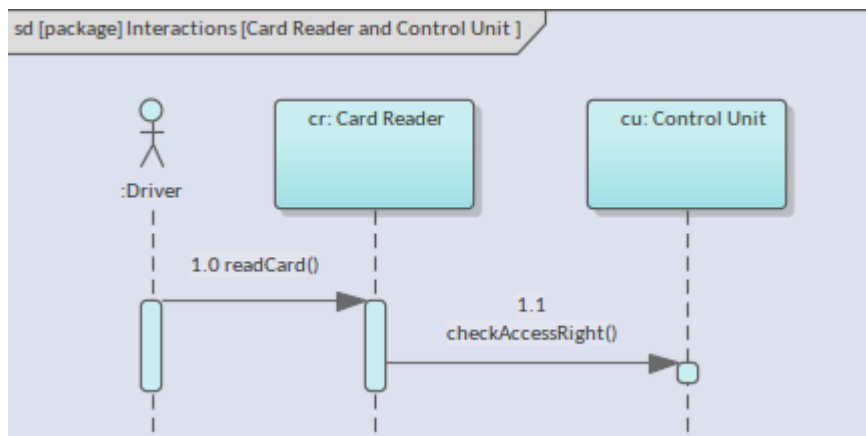 sd [package] Interactions [Card Reader and Control Unit ]
cr: Card Reader
cu: Control Unit
:Driver
1.0 readCard()
1.1
checkAccessRight()